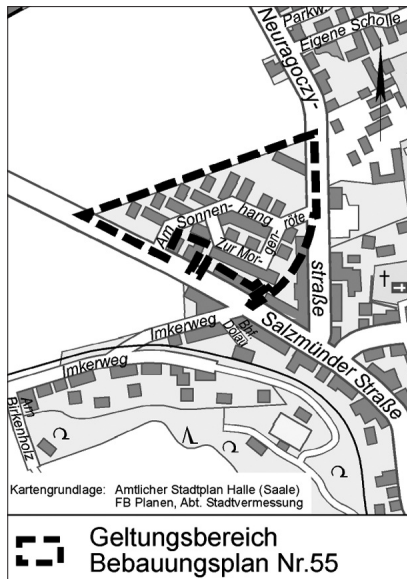 Parkw.
Eigene Scholle
Neuragoczy-
straße
Am Sonnen-
hang
Zur Mor-
gen-
röte
Imkerweg
Bhf
Dölau
Salzmünder Straße
Imkerweg
Am
Birkenholz
Kartengrundlage: Amtlicher Stadtplan Halle (Saale)
FB Planen, Abt. Stadtvermessung
Geltungsbereich
Bebauungsplan Nr.55